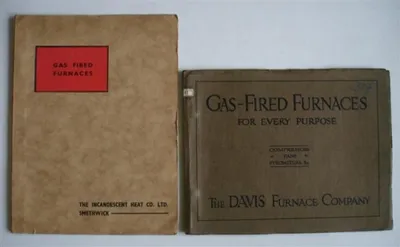 GAS FIRED
FURNACES
THE INCANDESCENT HEAT CO. LTD.
SMETHWICK
GAS-FIRED FURNACES
FOR EVERY PURPOSE
THE DAVIS FURNACE COMPANY